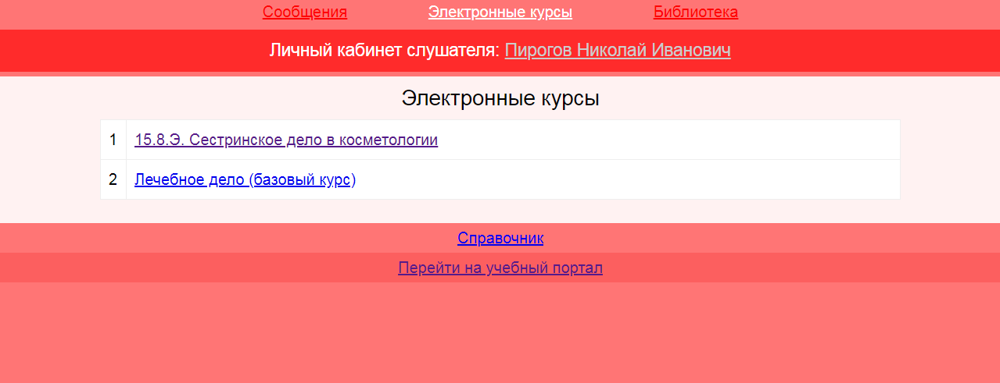 Сообщения Электронные курсы Библиотека
Личный кабинет слушателя: Пирогов Николай Иванович
Электронные курсы
1 15.8.Э. Сестринское дело в косметологии
2 Лечебное дело (базовый курс)
Справочник
Перейти на учебный портал